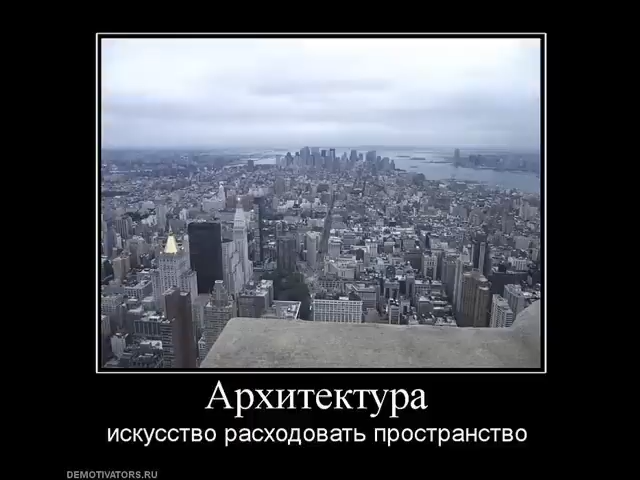 Архитектура
искусство расходовать пространство
DEMOTIVATORS.RU